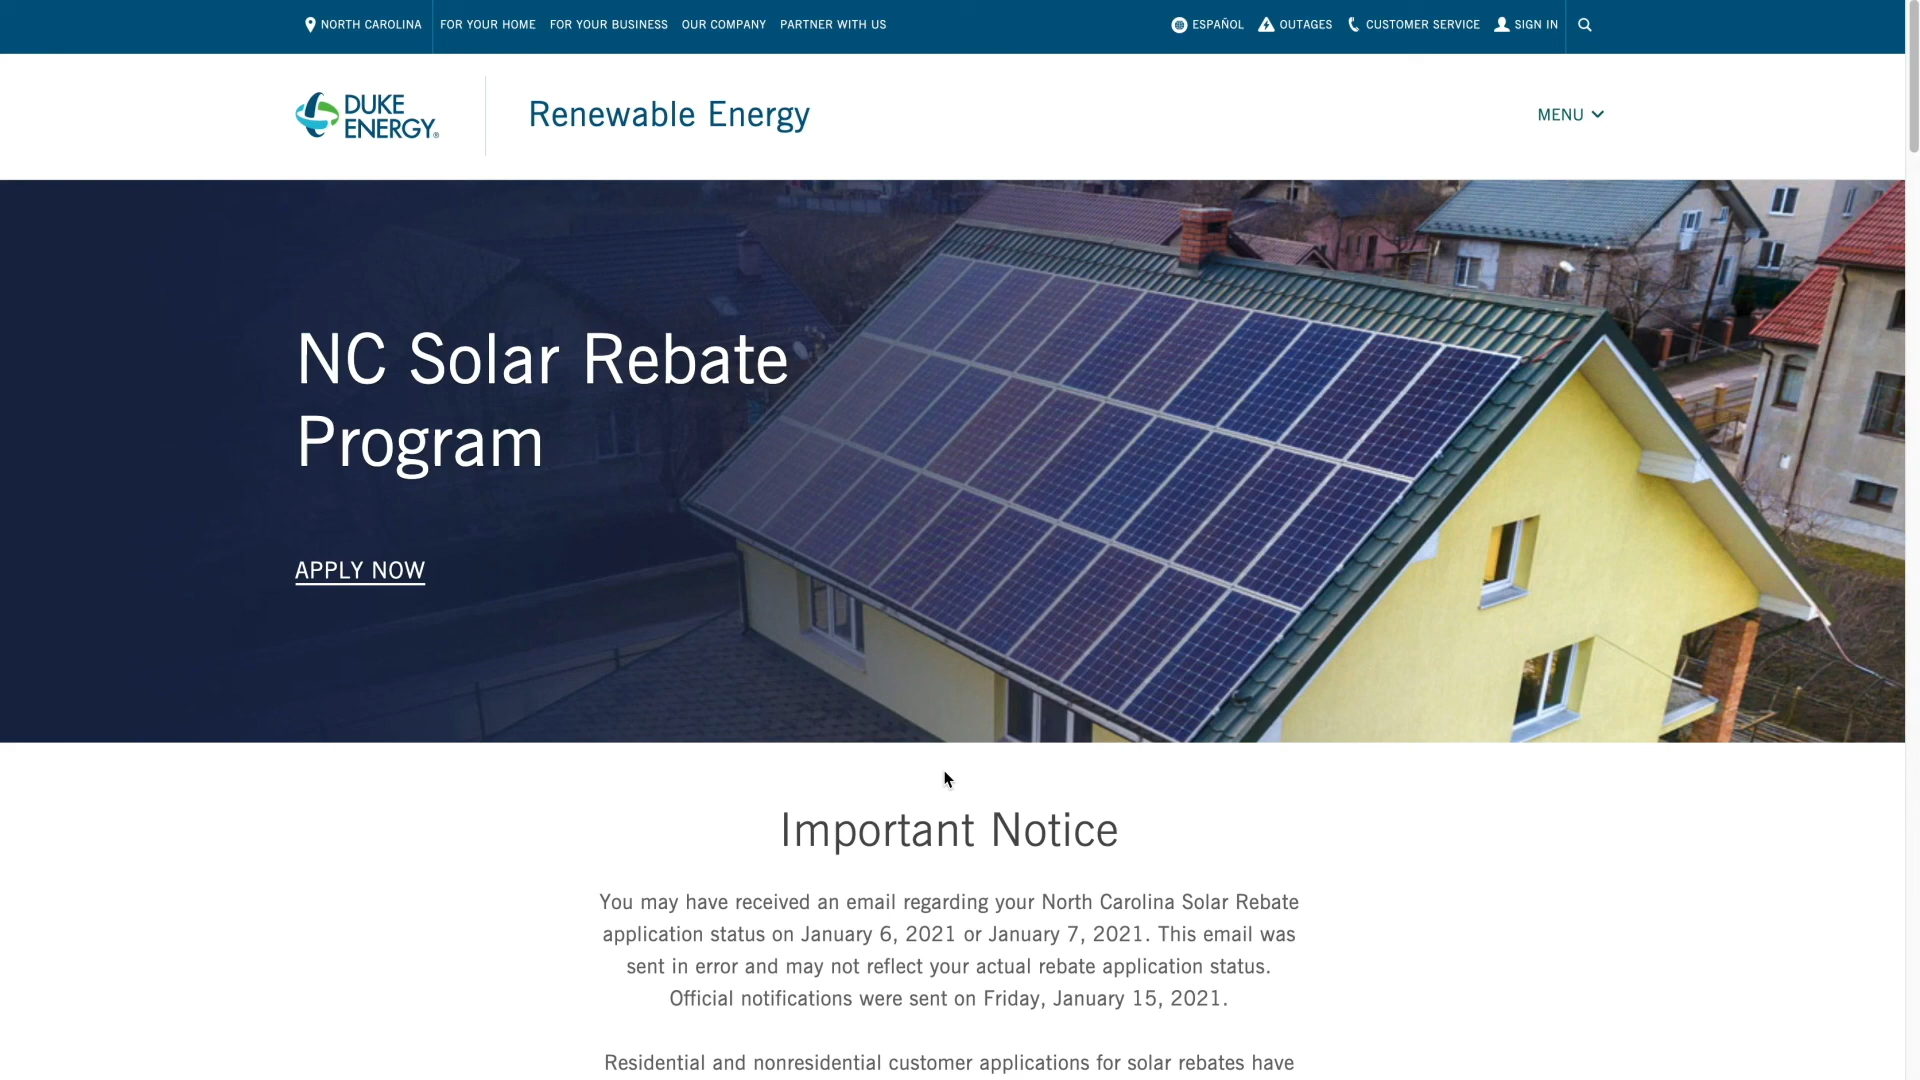 NORTH CAROLINA FOR YOUR HOME FOR YOUR BUSINESS OUR COMPANY PARTNER WITH US ESPAÑOL OUTAGES CUSTOMER SERVICE SIGN IN
DUKE
ENERGY®
Renewable Energy
MENU
NC Solar Rebate
Program
APPLY NOW
Important Notice
You may have received an email regarding your North Carolina Solar Rebate
application status on January 6, 2021 or January 7, 2021. This email was
sent in error and may not reflect your actual rebate application status.
Official notifications were sent on Friday, January 15, 2021.
Residential and nonresidential customer applications for solar rebates have